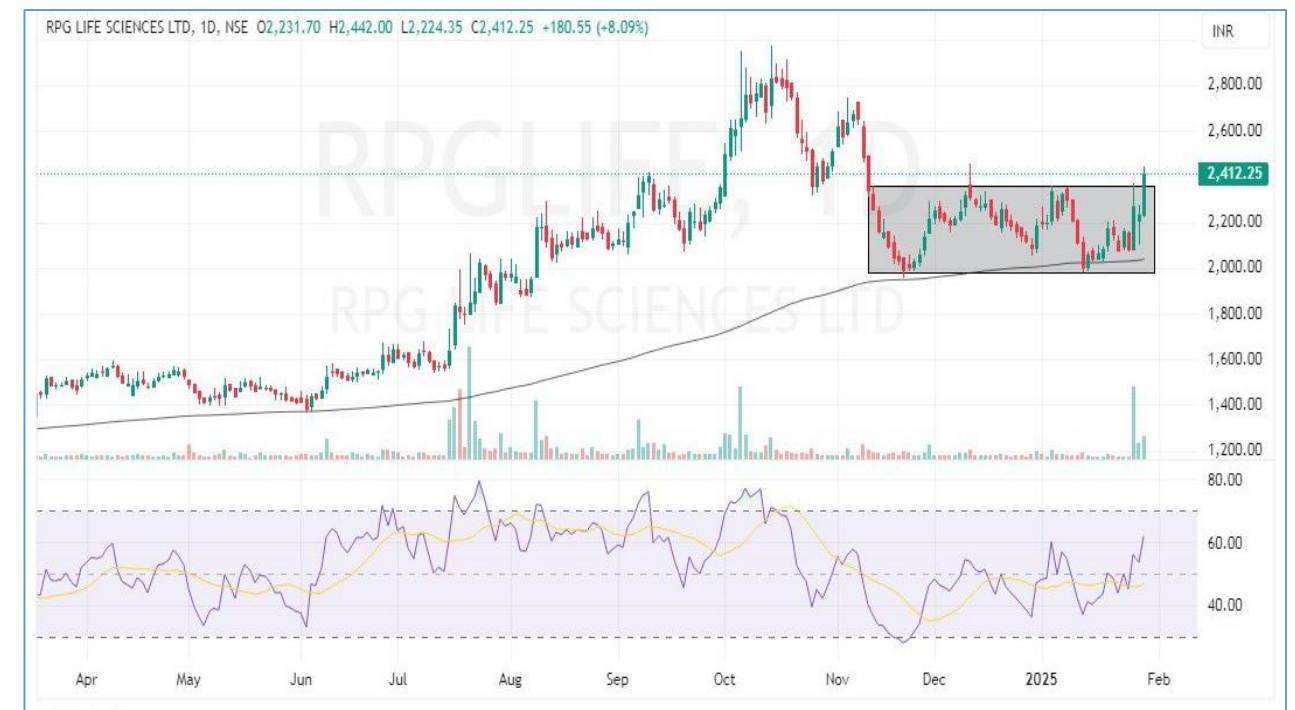 RPG LIFE SCIENCES LTD, 1D, NSE O2,231.70 H2,442.00 L2,224.35 C2,412.25 +180.55 (+8.09%)
INR
2,800.00
2,600.00
2,412.25
2,200.00
2,000.00
1,800.00
1,600.00
1,400.00
1,200.00
RPGLIFE, 1D
RPG LIFE SCIENCES LTD
80.00
60.00
40.00
Apr May Jun Jul Aug Sep Oct Nov Dec 2025 Feb